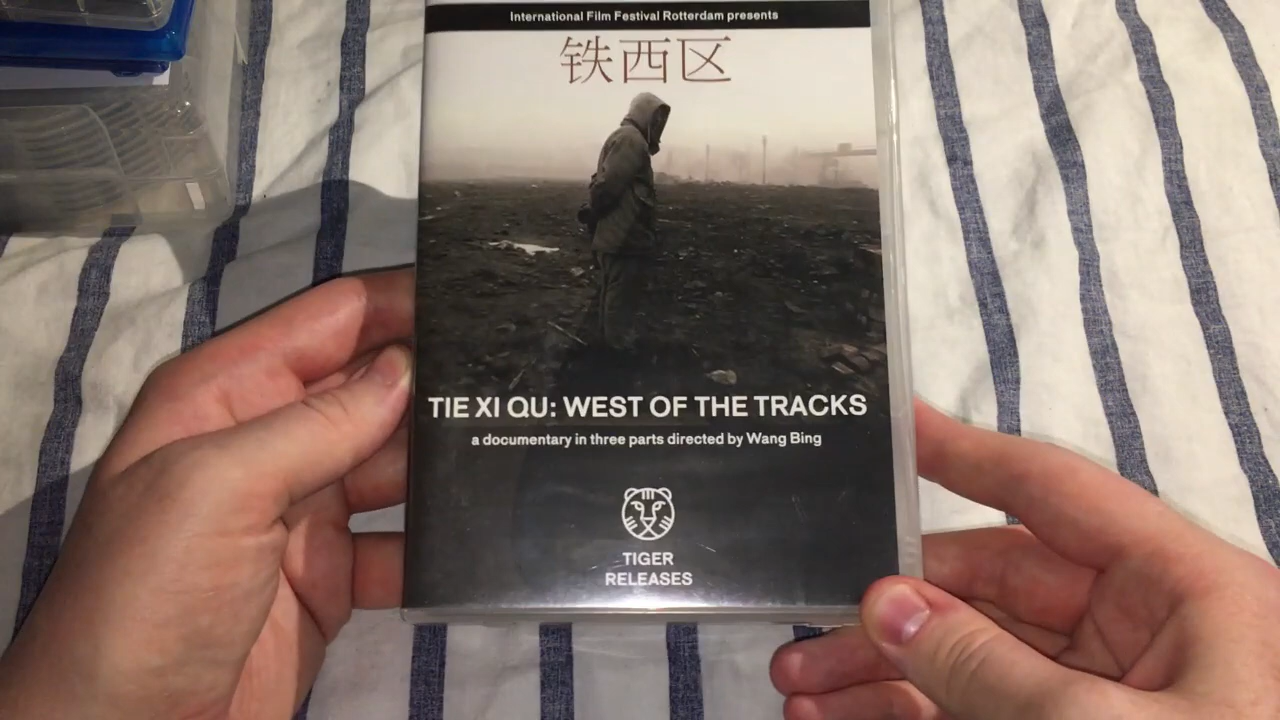 International Film Festival Rotterdam presents
铁西区
TIE XI QU: WEST OF THE TRACKS
a documentary in three parts directed by Wang Bing
TIGER
RELEASES